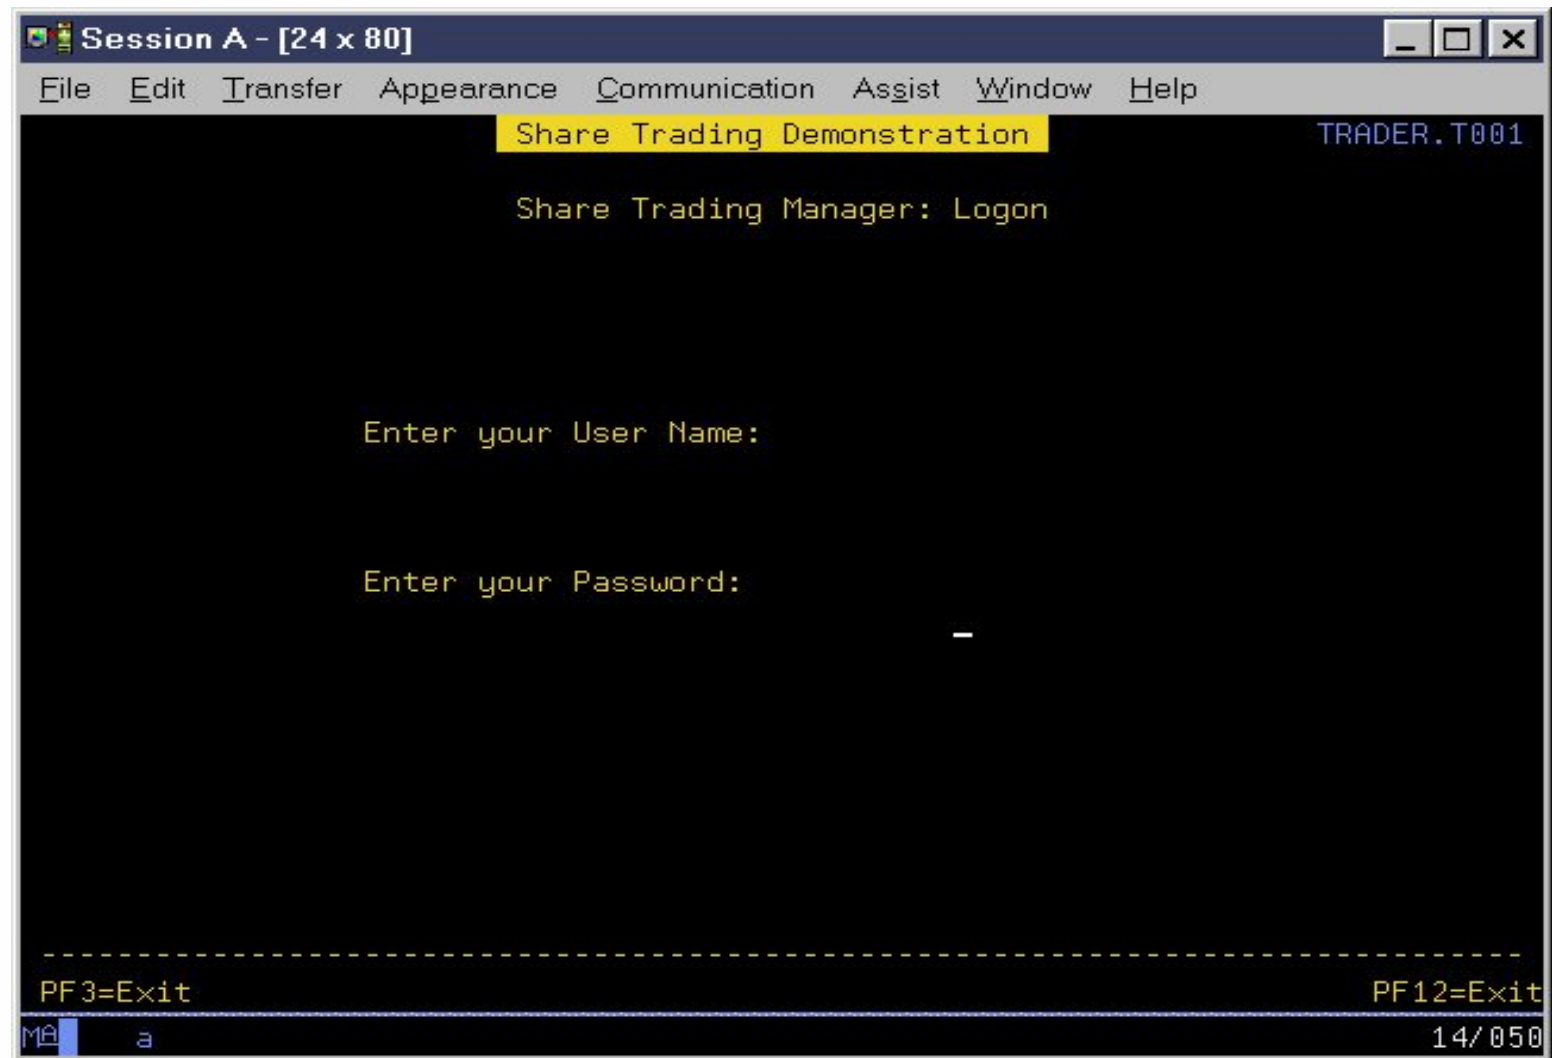 Session A - [24 x 80]
File Edit Transfer Appearance Communication Assist Window Help
Share Trading Demonstration TRADER.T001
Share Trading Manager: Logon
Enter your User Name:
Enter your Password:
PF3=Exit PF12=Exit
MA a 14/050